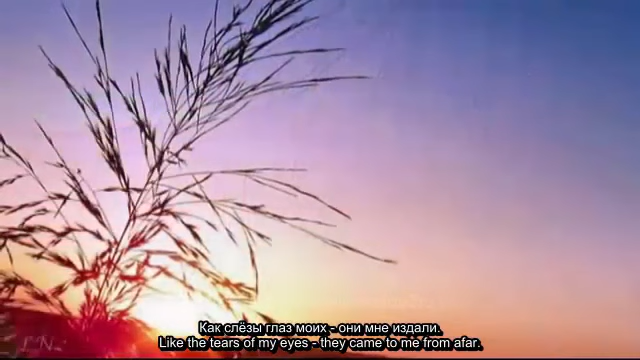 Как слёзы глаз моих - они мне издали.
Like the tears of my eyes - they came to me from afar.